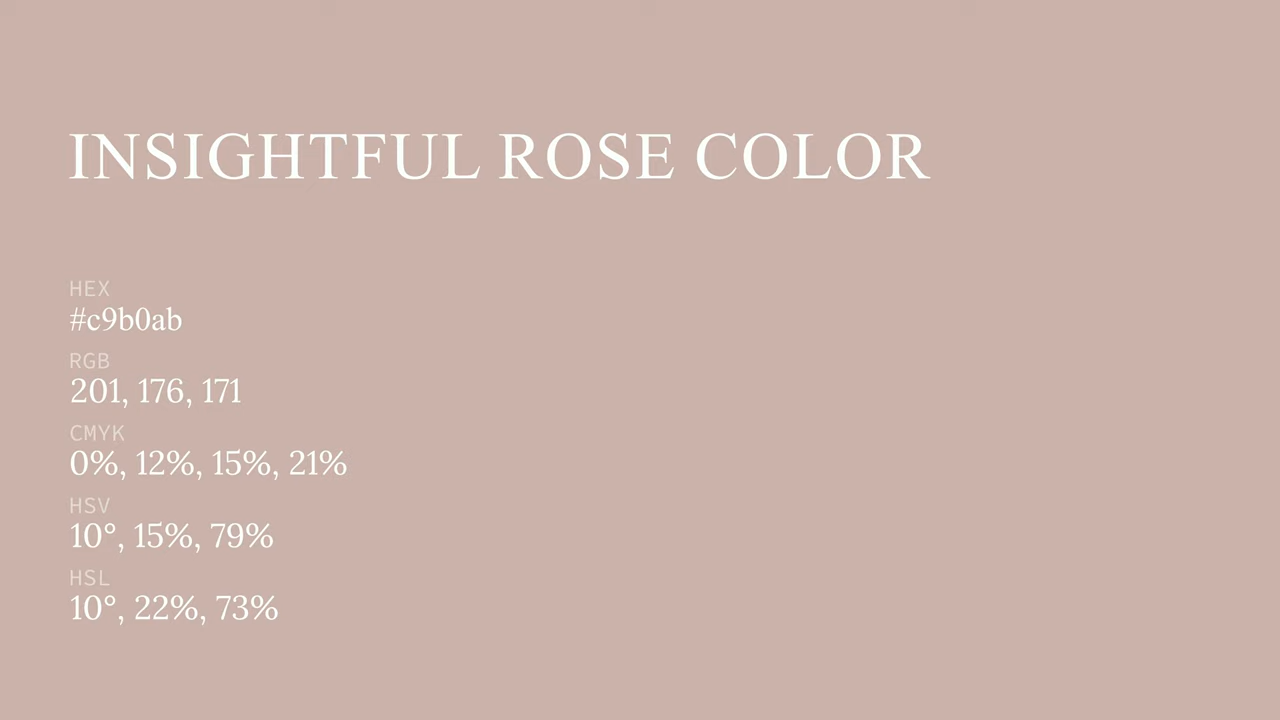 INSIGHTFUL ROSE COLOR
HEX
#c9b0ab
RGB
201, 176, 171
CMYK
0%, 12%, 15%, 21%
HSV
10°, 15%, 79%
HSL
10°, 22%, 73%